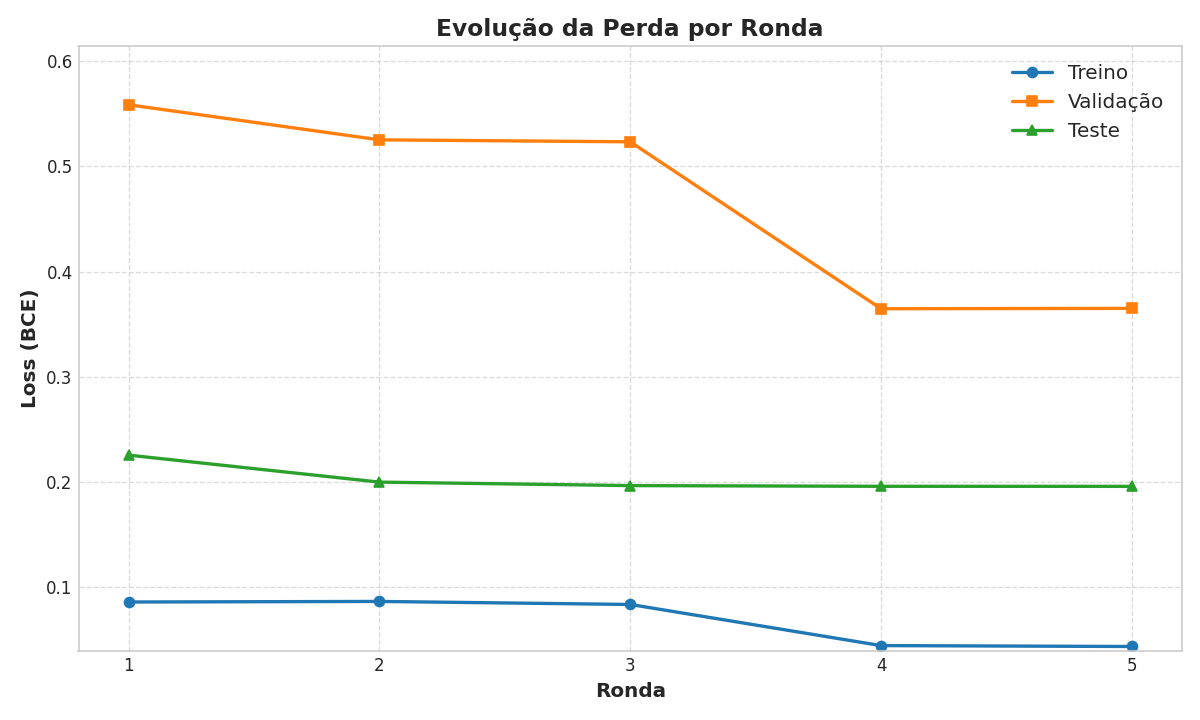 Evolução da Perda por Ronda
Treino
Validação
Teste
Loss (BCE)
0.6
0.5
0.4
0.3
0.2
0.1
1 2 3 4 5
Ronda